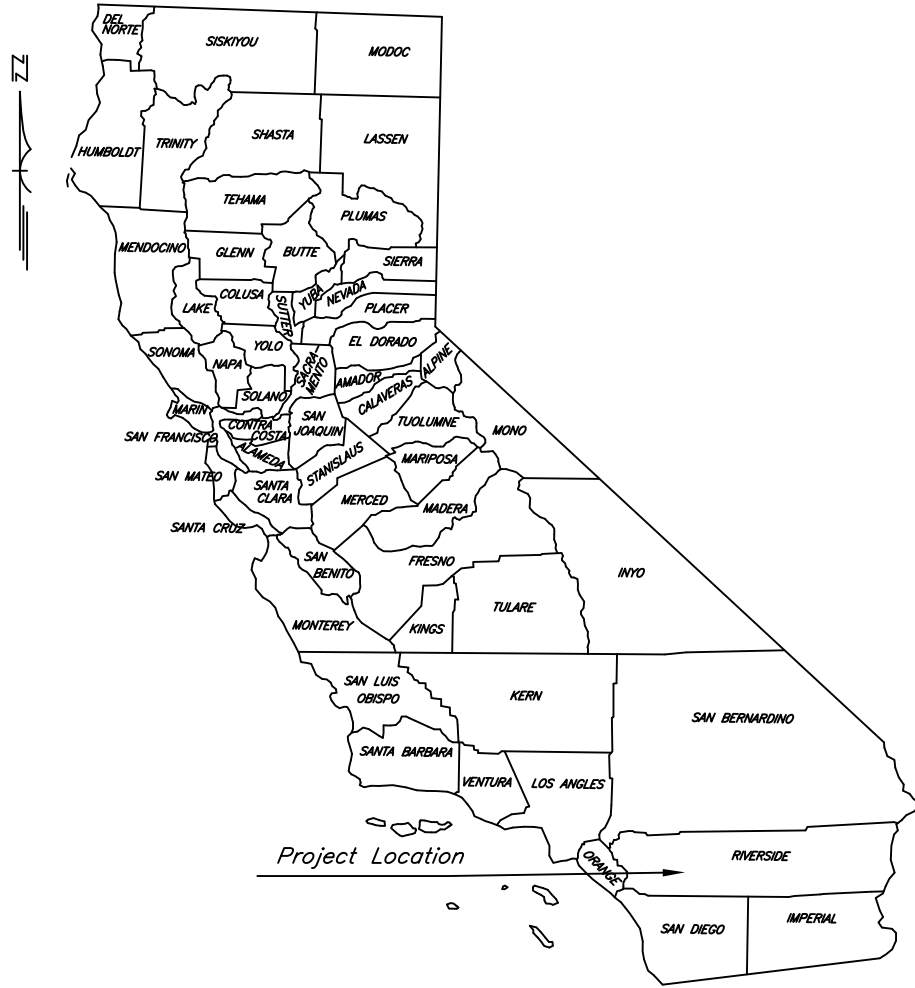 DEL
NORTE
SISKIYOU
MODOC
HUMBOLDT
TRINITY
SHASTA
LASSEN
TEHAMA
PLUMAS
MENDOCINO
GLENN
BUTTE
SIERRA
COLUSA
YUBA
NEVADA
LAKE
SUTTER
PLACER
SONOMA
YOLO
EL DORADO
NAPA
SACRA-
MENTO
ALPINE
AMADOR
SOLANO
CALAVERAS
MARIN
CONTRA
COSTA
SAN
JOAQUIN
TUOLUMNE
MONO
SAN FRANCISCO
ALAMEDA
STANISLAUS
MARIPOSA
SAN MATEO
SANTA
CLARA
MERCED
MADERA
SANTA CRUZ
SAN
BENITO
FRESNO
INYO
MONTEREY
KINGS
TULARE
SAN LUIS
OBISPO
KERN
SAN BERNARDINO
SANTA BARBARA
VENTURA
LOS ANGLES
Project Location
ORANGE
RIVERSIDE
SAN DIEGO
IMPERIAL